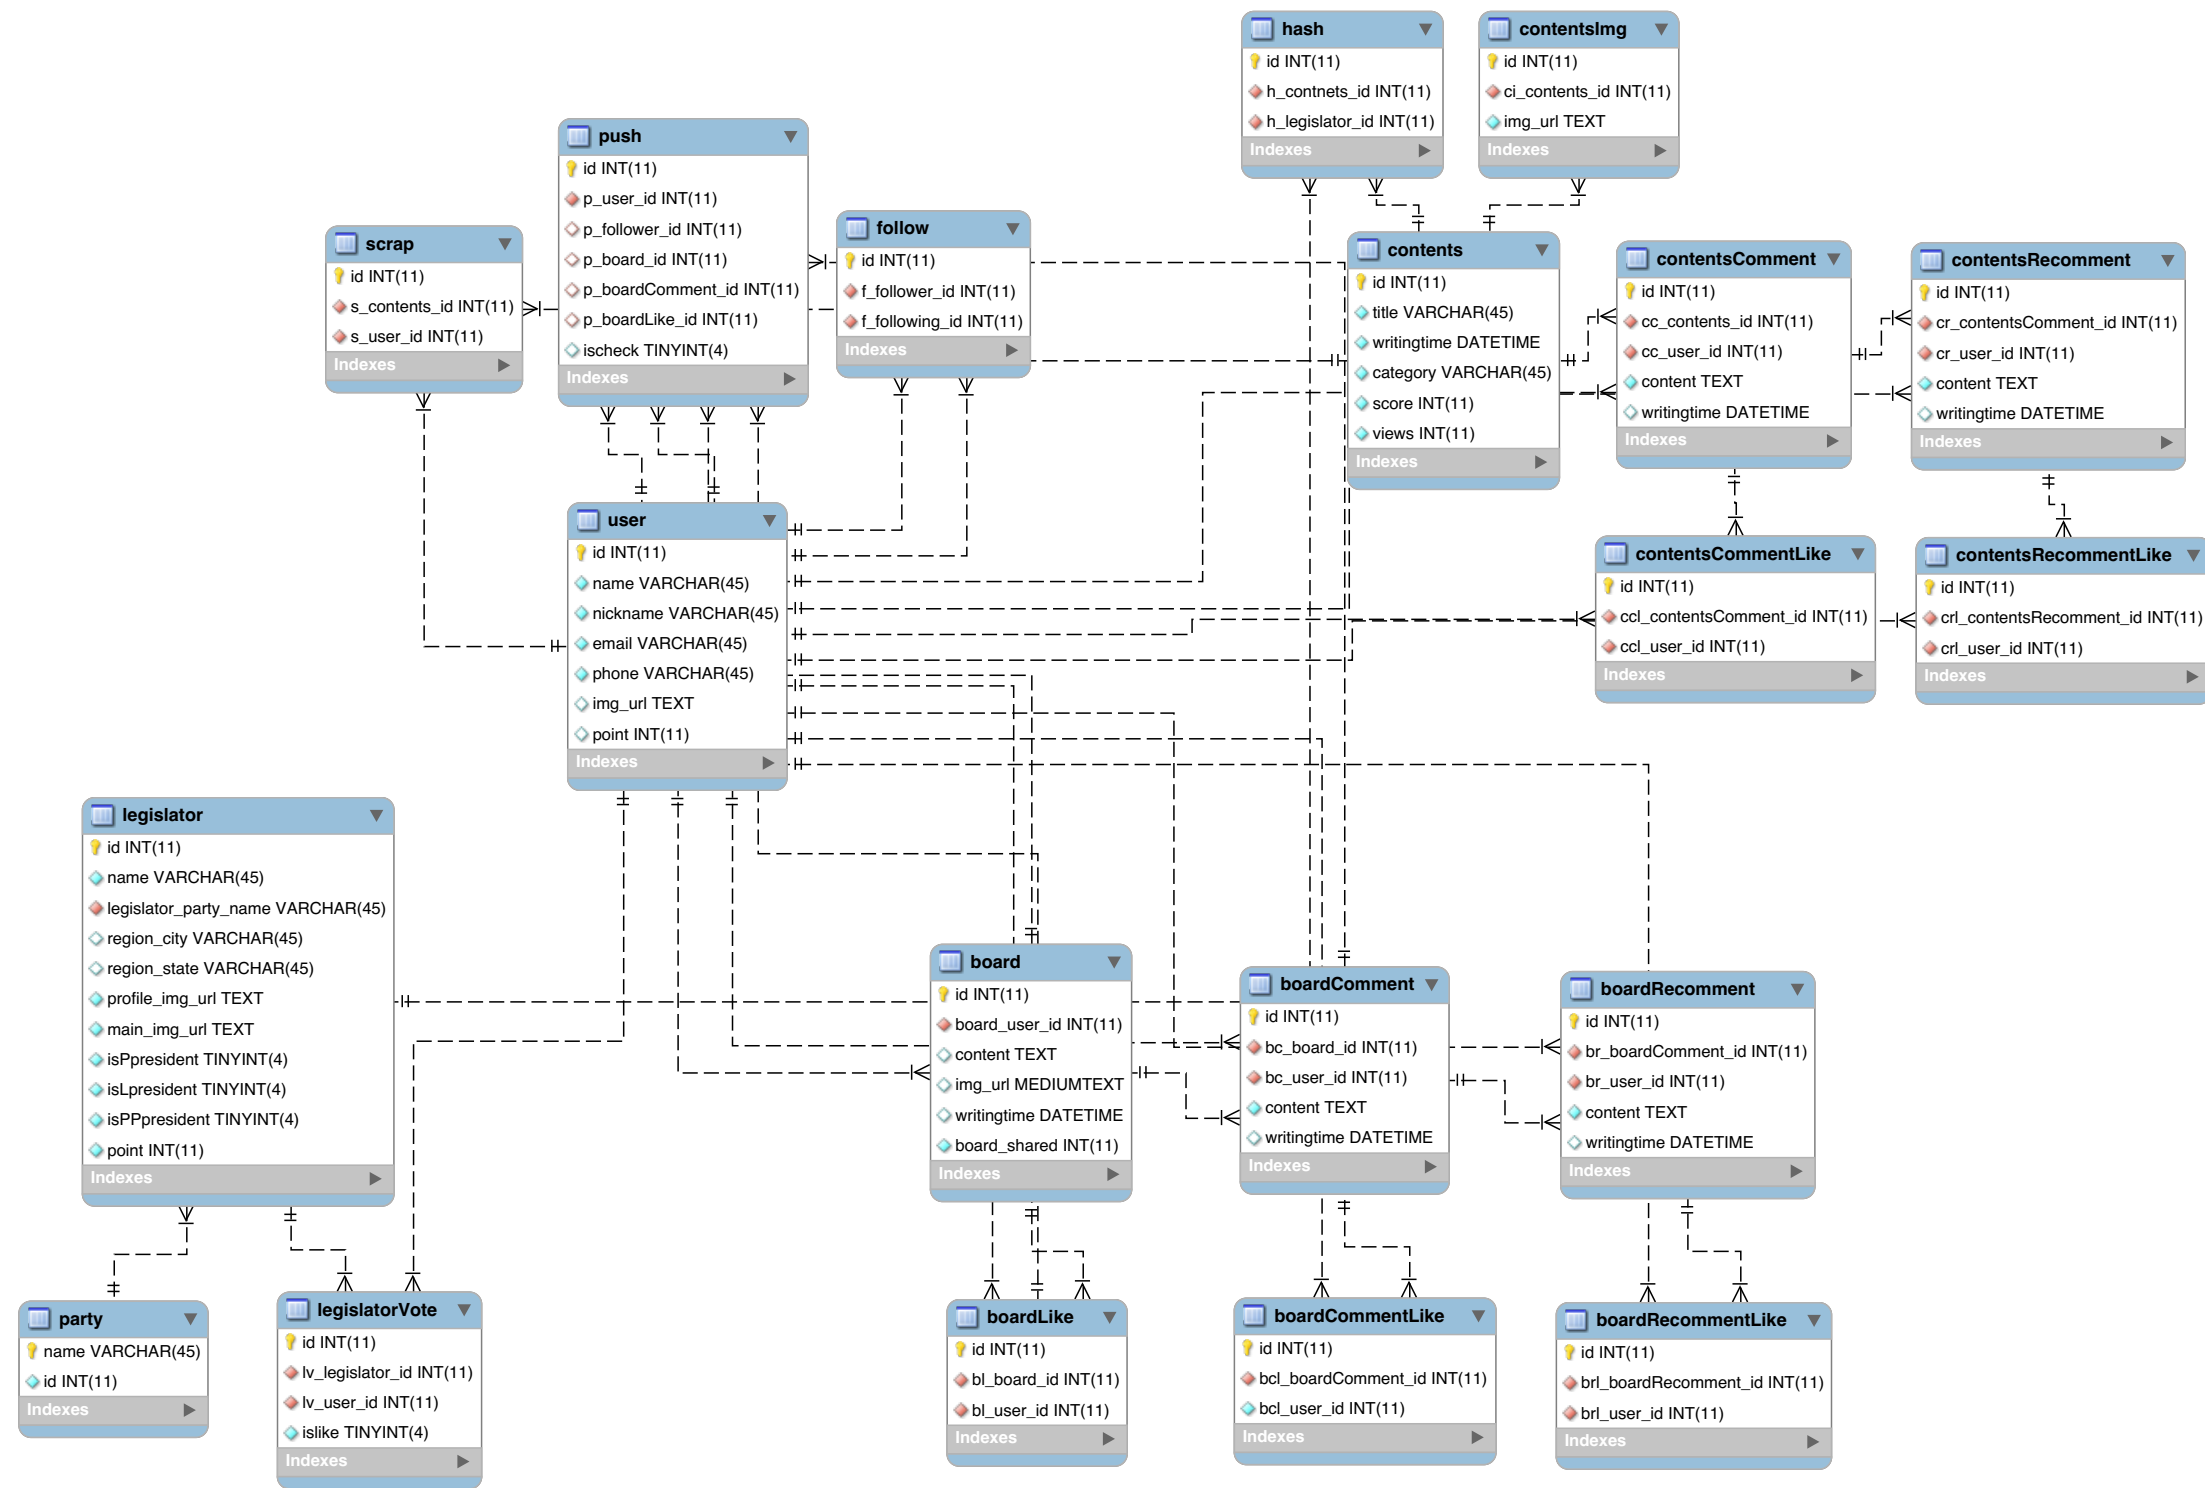 hash
id INT(11)
h_contnets_id INT(11)
h_legislator_id INT(11)
Indexes
contentsImg
id INT(11)
ci_contents_id INT(11)
img_url TEXT
Indexes
push
id INT(11)
p_user_id INT(11)
p_follower_id INT(11)
p_board_id INT(11)
p_boardComment_id INT(11)
p_boardLike_id INT(11)
ischeck TINYINT(4)
Indexes
follow
id INT(11)
f_follower_id INT(11)
f_following_id INT(11)
Indexes
scrap
id INT(11)
s_contents_id INT(11)
s_user_id INT(11)
Indexes
contents
id INT(11)
title VARCHAR(45)
writingtime DATETIME
category VARCHAR(45)
score INT(11)
views INT(11)
Indexes
contentsComment
id INT(11)
cc_contents_id INT(11)
cc_user_id INT(11)
content TEXT
writingtime DATETIME
Indexes
contentsRecomment
id INT(11)
cr_contentsComment_id INT(11)
cr_user_id INT(11)
content TEXT
writingtime DATETIME
Indexes
user
id INT(11)
name VARCHAR(45)
nickname VARCHAR(45)
email VARCHAR(45)
phone VARCHAR(45)
img_url TEXT
point INT(11)
Indexes
contentsCommentLike
id INT(11)
ccl_contentsComment_id INT(11)
ccl_user_id INT(11)
Indexes
contentsRecommentLike
id INT(11)
crl_contentsRecomment_id INT(11)
crl_user_id INT(11)
Indexes
legislator
id INT(11)
name VARCHAR(45)
legislator_party_name VARCHAR(45)
region_city VARCHAR(45)
region_state VARCHAR(45)
profile_img_url TEXT
main_img_url TEXT
isPpresident TINYINT(4)
isLpresident TINYINT(4)
isPPpresident TINYINT(4)
point INT(11)
Indexes
board
id INT(11)
board_user_id INT(11)
content TEXT
img_url MEDIUMTEXT
writingtime DATETIME
board_shared INT(11)
Indexes
boardComment
id INT(11)
bc_board_id INT(11)
bc_user_id INT(11)
content TEXT
writingtime DATETIME
Indexes
boardRecomment
id INT(11)
br_boardComment_id INT(11)
br_user_id INT(11)
content TEXT
writingtime DATETIME
Indexes
party
name VARCHAR(45)
id INT(11)
Indexes
legislatorVote
id INT(11)
lv_legislator_id INT(11)
lv_user_id INT(11)
islike TINYINT(4)
Indexes
boardLike
id INT(11)
bl_board_id INT(11)
bl_user_id INT(11)
Indexes
boardCommentLike
id INT(11)
bcl_boardComment_id INT(11)
bcl_user_id INT(11)
Indexes
boardRecommentLike
id INT(11)
brl_boardRecomment_id INT(11)
brl_user_id INT(11)
Indexes